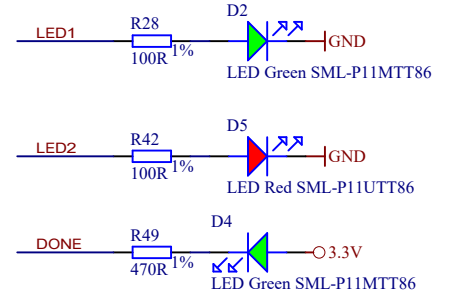 D2
LED1 R28
100R 1% GND
LED Green SML-P11MTT86
D5
LED2 R42
100R 1% GND
LED Red SML-P11UTT86
D4
DONE R49
470R 1% 3.3V
LED Green SML-P11MTT86